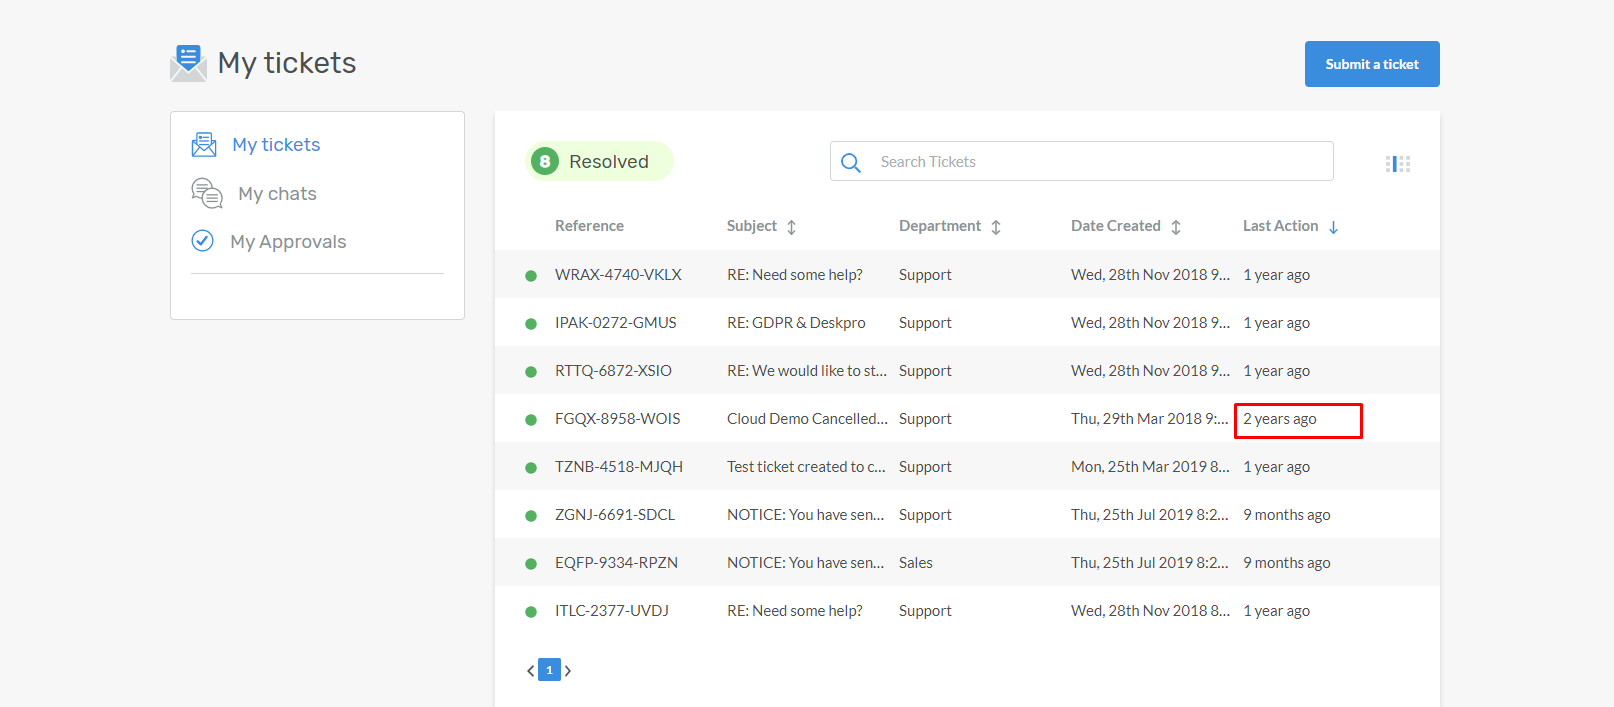 My tickets
Submit a ticket
My tickets
My chats
My Approvals
8 Resolved
Search Tickets
Reference Subject Department Date Created Last Action
WRAX-4740-VKLX RE: Need some help? Support Wed, 28th Nov 2018 9... 1 year ago
IPAK-0272-GMUS RE: GDPR & Deskpro Support Wed, 28th Nov 2018 9... 1 year ago
RTTQ-6872-XSIO RE: We would like to st... Support Wed, 28th Nov 2018 9... 1 year ago
FGQX-8958-WOIS Cloud Demo Cancelled... Support Thu, 29th Mar 2018 9:... 2 years ago
TZNB-4518-MJQH Test ticket created to c... Support Mon, 25th Mar 2019 8... 1 year ago
ZGNJ-6691-SDCL NOTICE: You have sen... Support Thu, 25th Jul 2019 8:2... 9 months ago
EQFP-9334-RPZN NOTICE: You have sen... Sales Thu, 25th Jul 2019 8:2... 9 months ago
ITLC-2377-UVDJ RE: Need some help? Support Wed, 28th Nov 2018 8... 1 year ago
1